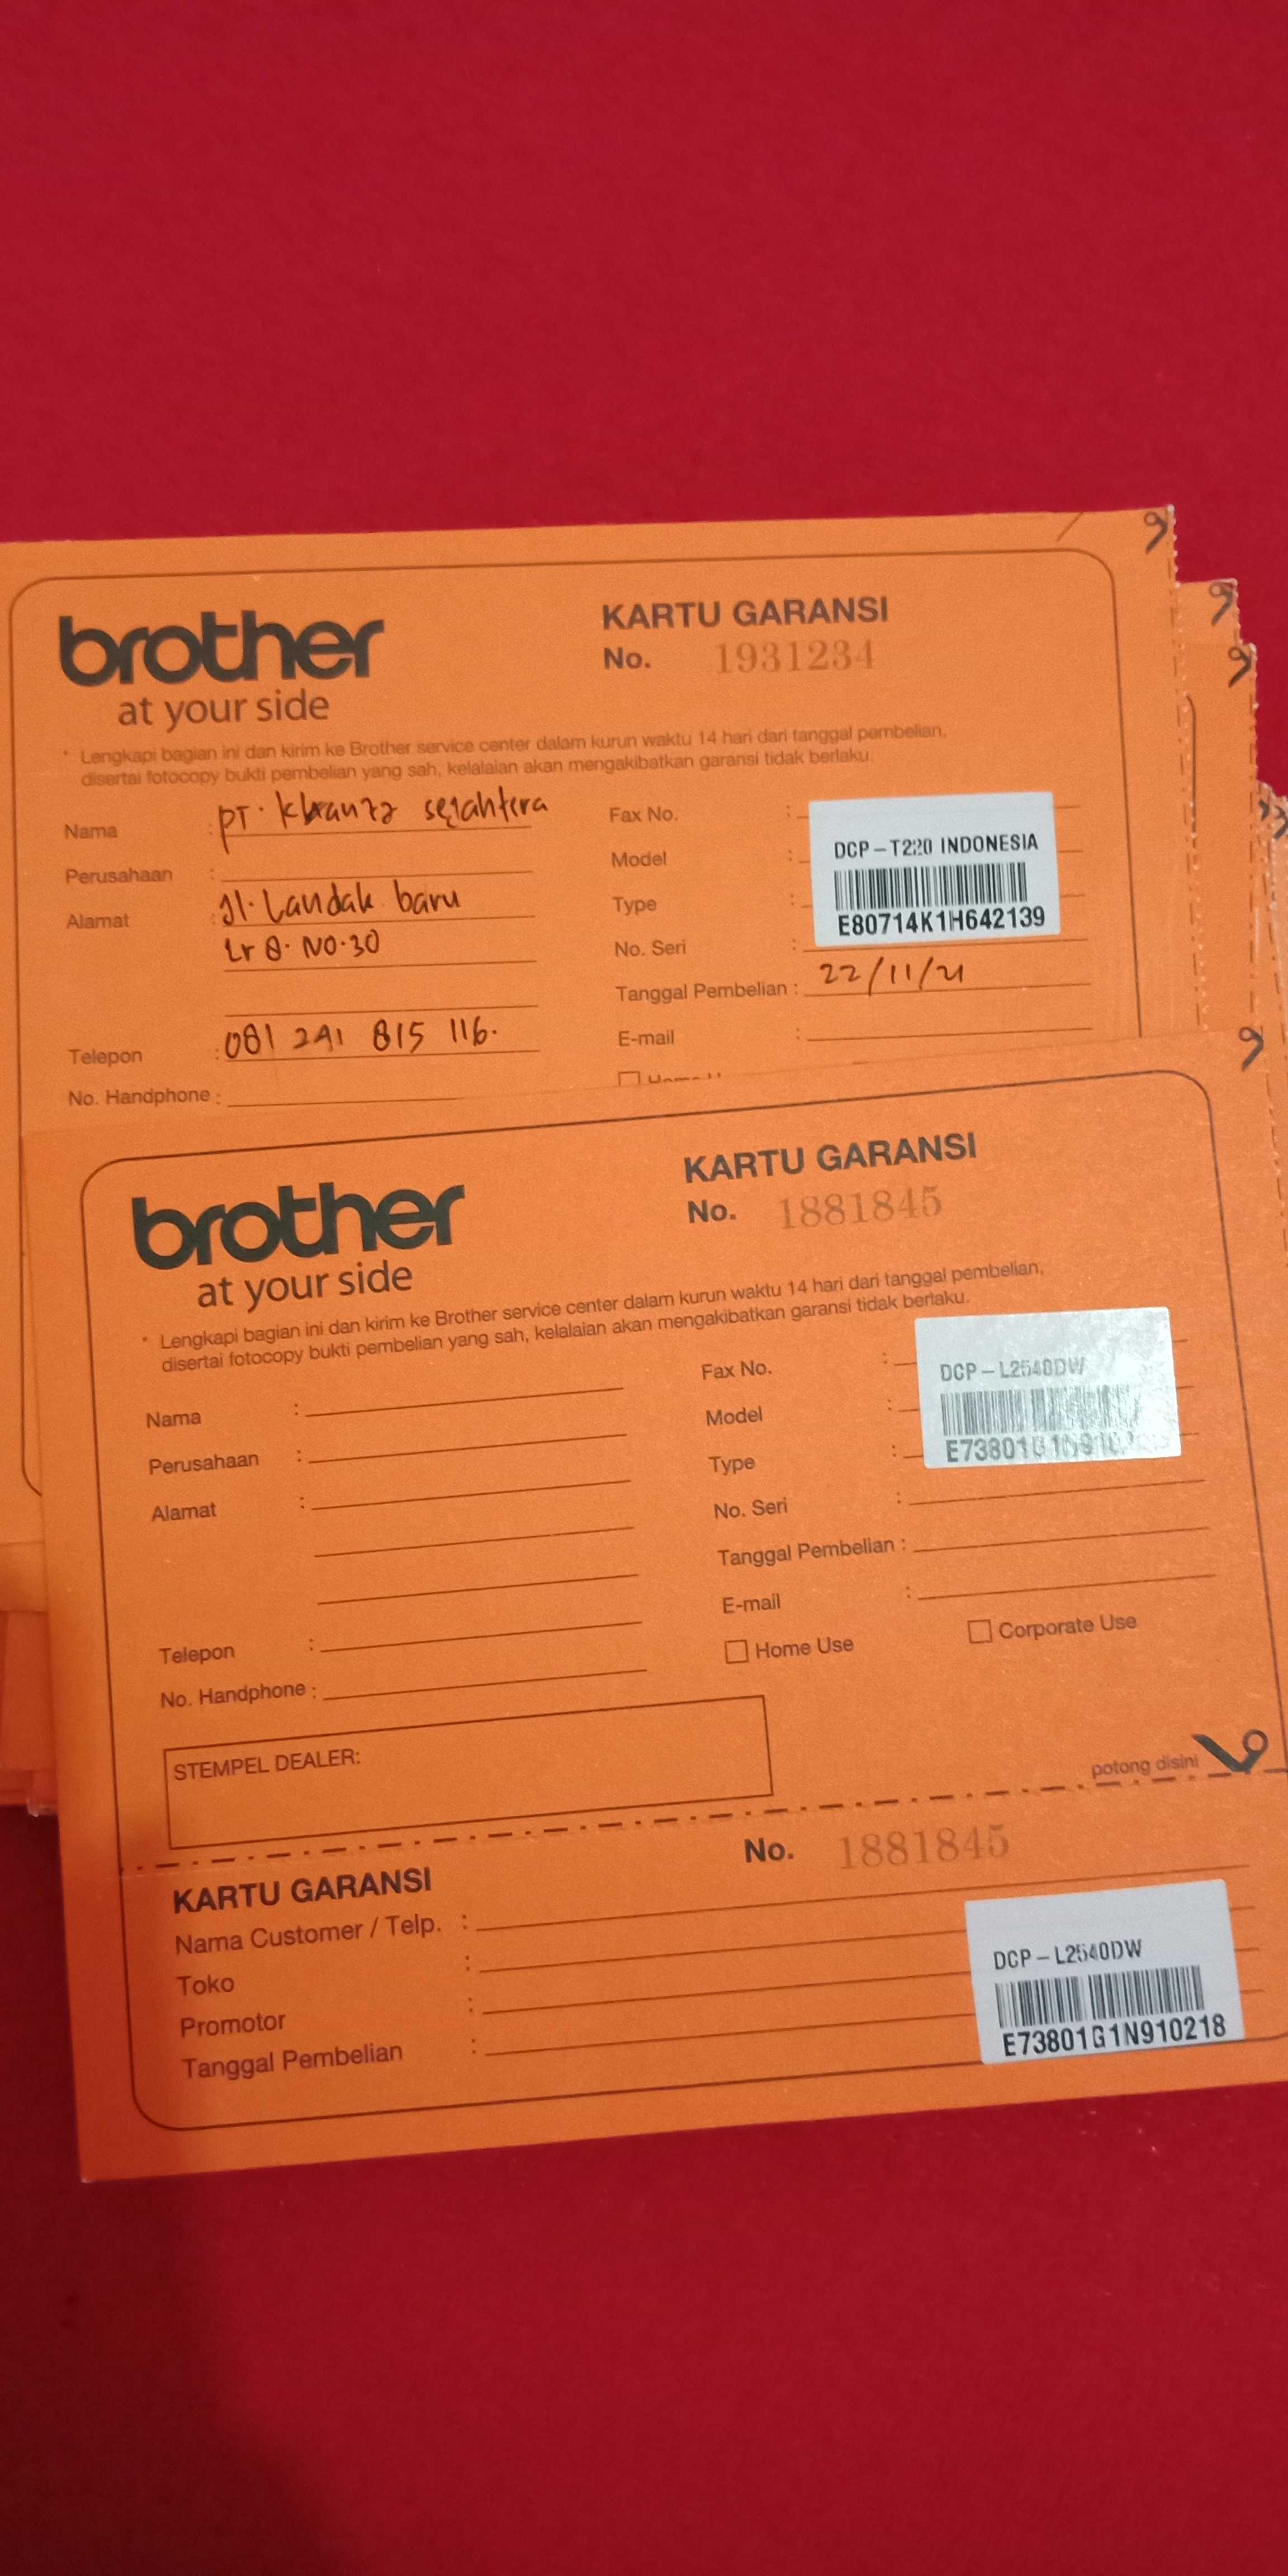 brother
at your side
KARTU GARANSI
No. 1931234
* Lengkapi bagian ini dan kirim ke Brother service center dalam kurun waktu 14 hari dari tanggal pembelian,
disertai fotocopy bukti pembelian yang sah, kelalaian akan mengakibatkan garansi tidak berlaku.
Nama : PT. sejahtera
Perusahaan :
Alamat : Jl. Landak baru
Lr 8. NO.30
Telepon : 081 241 815 116.
No. Handphone :
Fax No. :
Model :
Type :
No. Seri :
DCP-T220 INDONESIA
E80714K1H642139
Tanggal Pembelian : 22/11/21
E-mail :
brother
at your side
KARTU GARANSI
No. 1881845
* Lengkapi bagian ini dan kirim ke Brother service center dalam kurun waktu 14 hari dari tanggal pembelian,
disertai fotocopy bukti pembelian yang sah, kelalaian akan mengakibatkan garansi tidak berlaku.
Nama :
Perusahaan :
Alamat :
Telepon :
No. Handphone :
Fax No. :
Model :
Type :
No. Seri :
DCP-L2540DW
Tanggal Pembelian :
E-mail :
Home Use
Corporate Use
STEMPEL DEALER:
potong disini
KARTU GARANSI
No. 1881845
Nama Customer / Telp. :
Toko :
Promotor :
Tanggal Pembelian :
DCP-L2540DW
E73801G1N910218